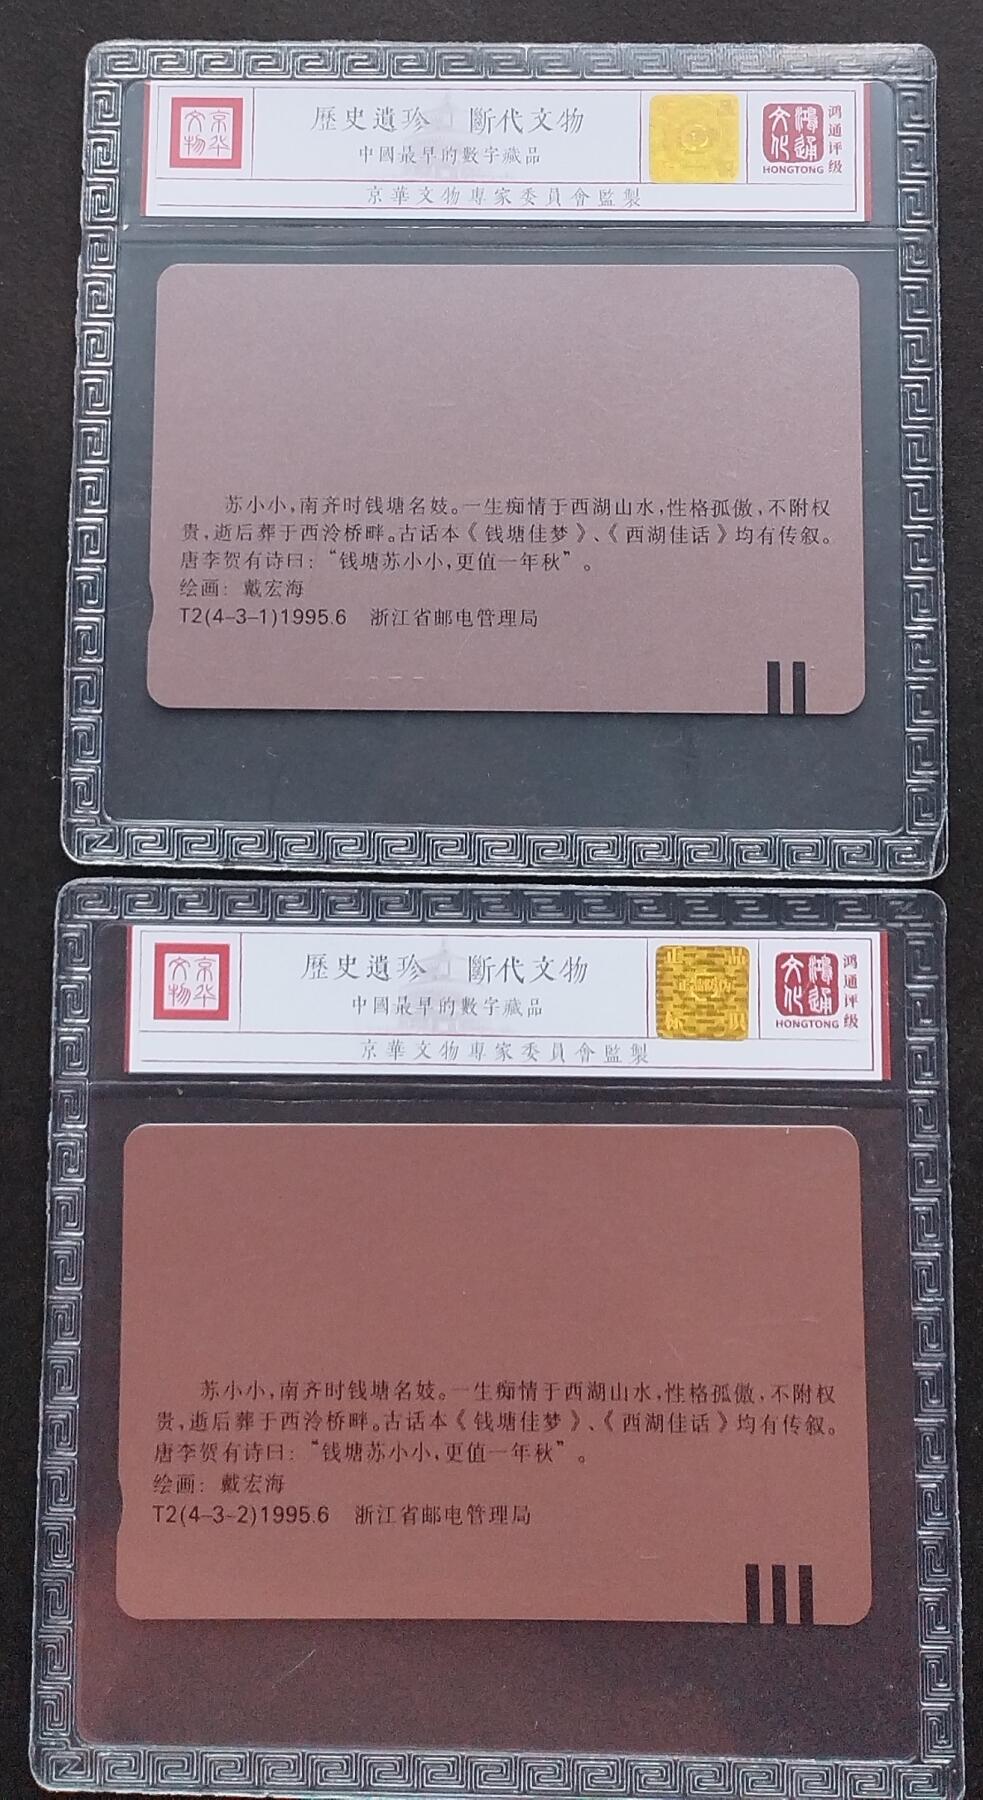 京华文物
歷史遺珍 斷代文物
中國最早的數字藏品
京華文物專家委員會監製
鴻通文化
HONGTONG
鸿通评级
苏小小,南齐时钱塘名妓。一生痴情于西湖山水,性格孤傲,不附权
贵,逝后葬于西泠桥畔。古话本《钱塘佳梦》、《西湖佳话》均有传叙。
唐李贺有诗曰：“钱塘苏小小,更值一年秋”。
绘画：戴宏海
T2(4–3–1)1995.6 浙江省邮电管理局
京华文物
歷史遺珍 斷代文物
中國最早的數字藏品
京華文物專家委員會監製
正品
标识
鴻通文化
HONGTONG
鸿通评级
苏小小,南齐时钱塘名妓。一生痴情于西湖山水,性格孤傲,不附权
贵,逝后葬于西泠桥畔。古话本《钱塘佳梦》、《西湖佳话》均有传叙。
唐李贺有诗曰：“钱塘苏小小,更值一年秋”。
绘画：戴宏海
T2(4–3–2)1995.6 浙江省邮电管理局